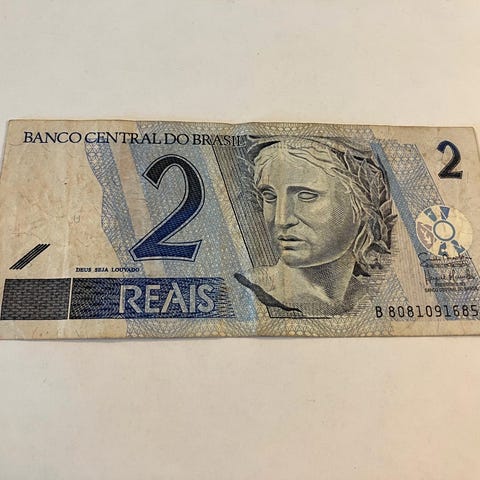 BANCO CENTRAL DO BRASIL
2
2
DEUS SEJA LOUVADO
REAIS
B 8081091685